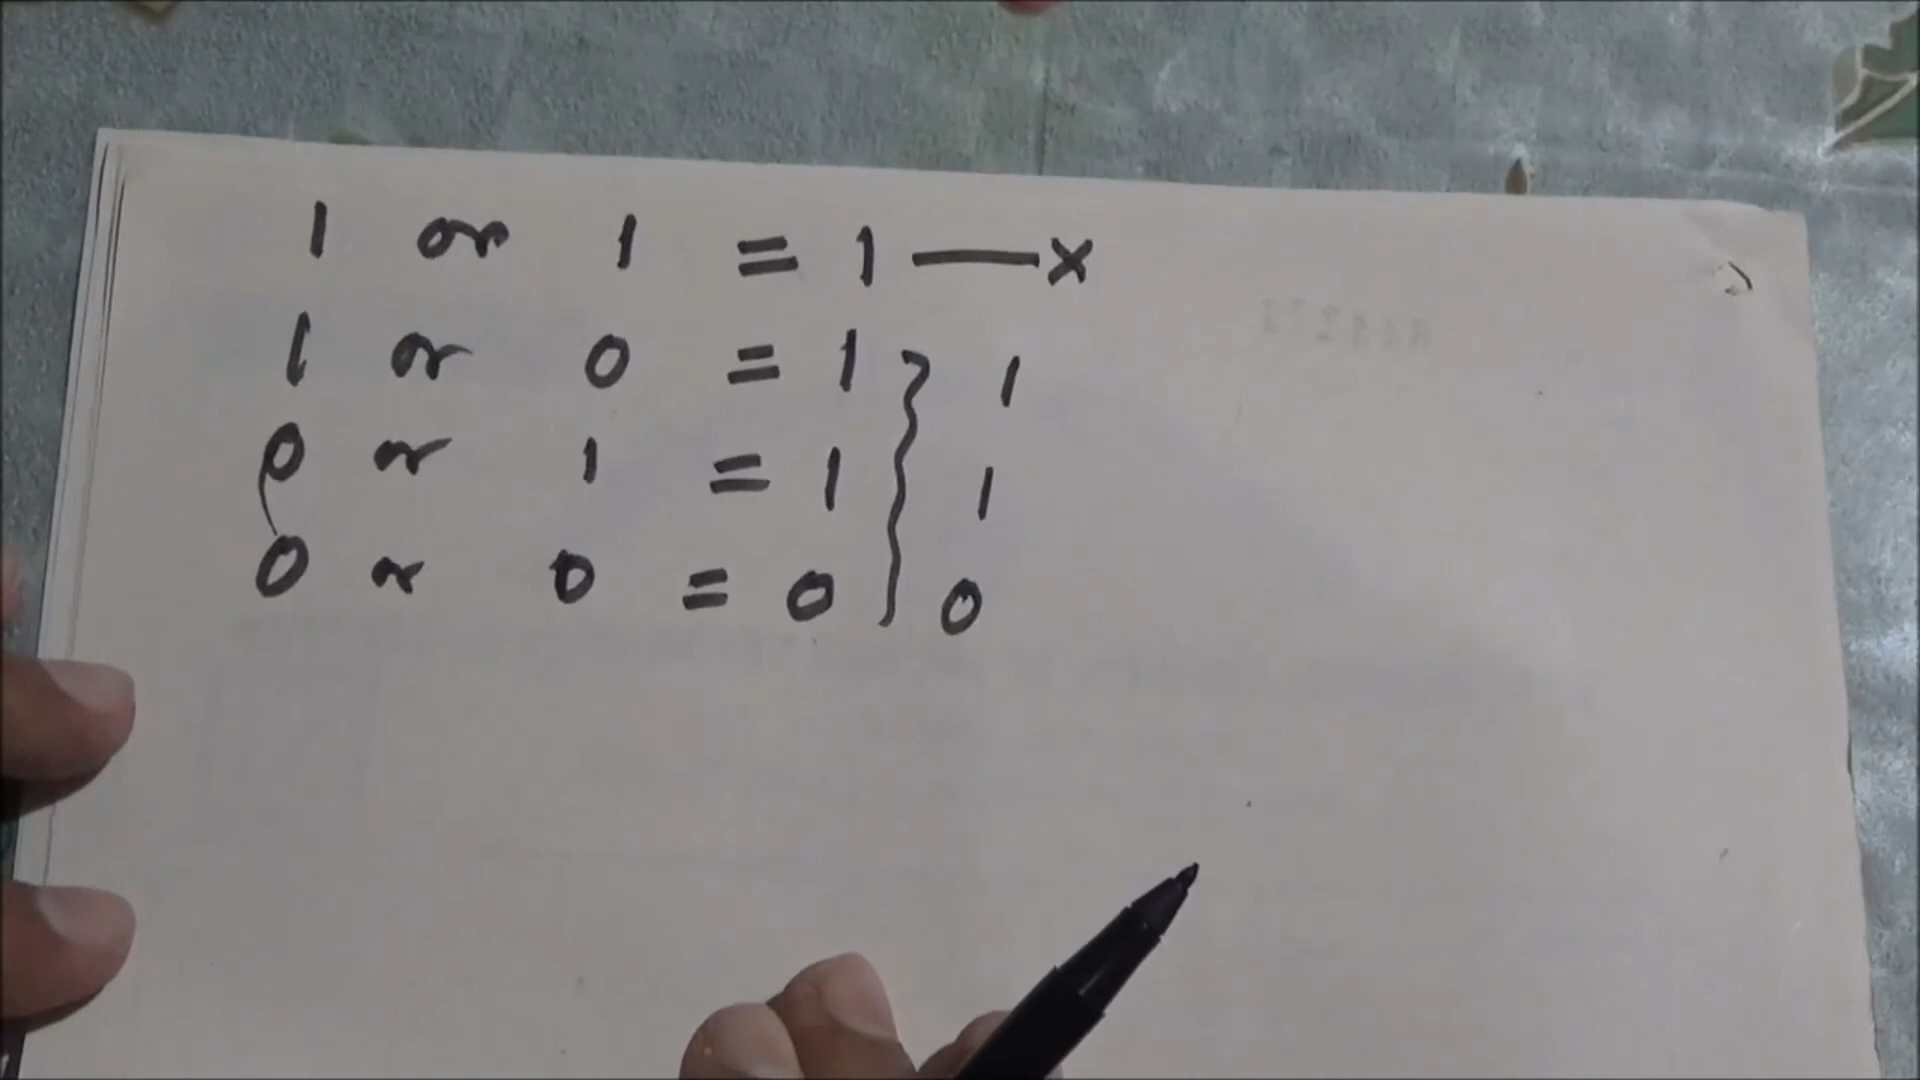 1 or 1 = 1 — x
1 or 0 = 1 } 1
0 or 1 = 1 } 1
0 or 0 = 0 } 0